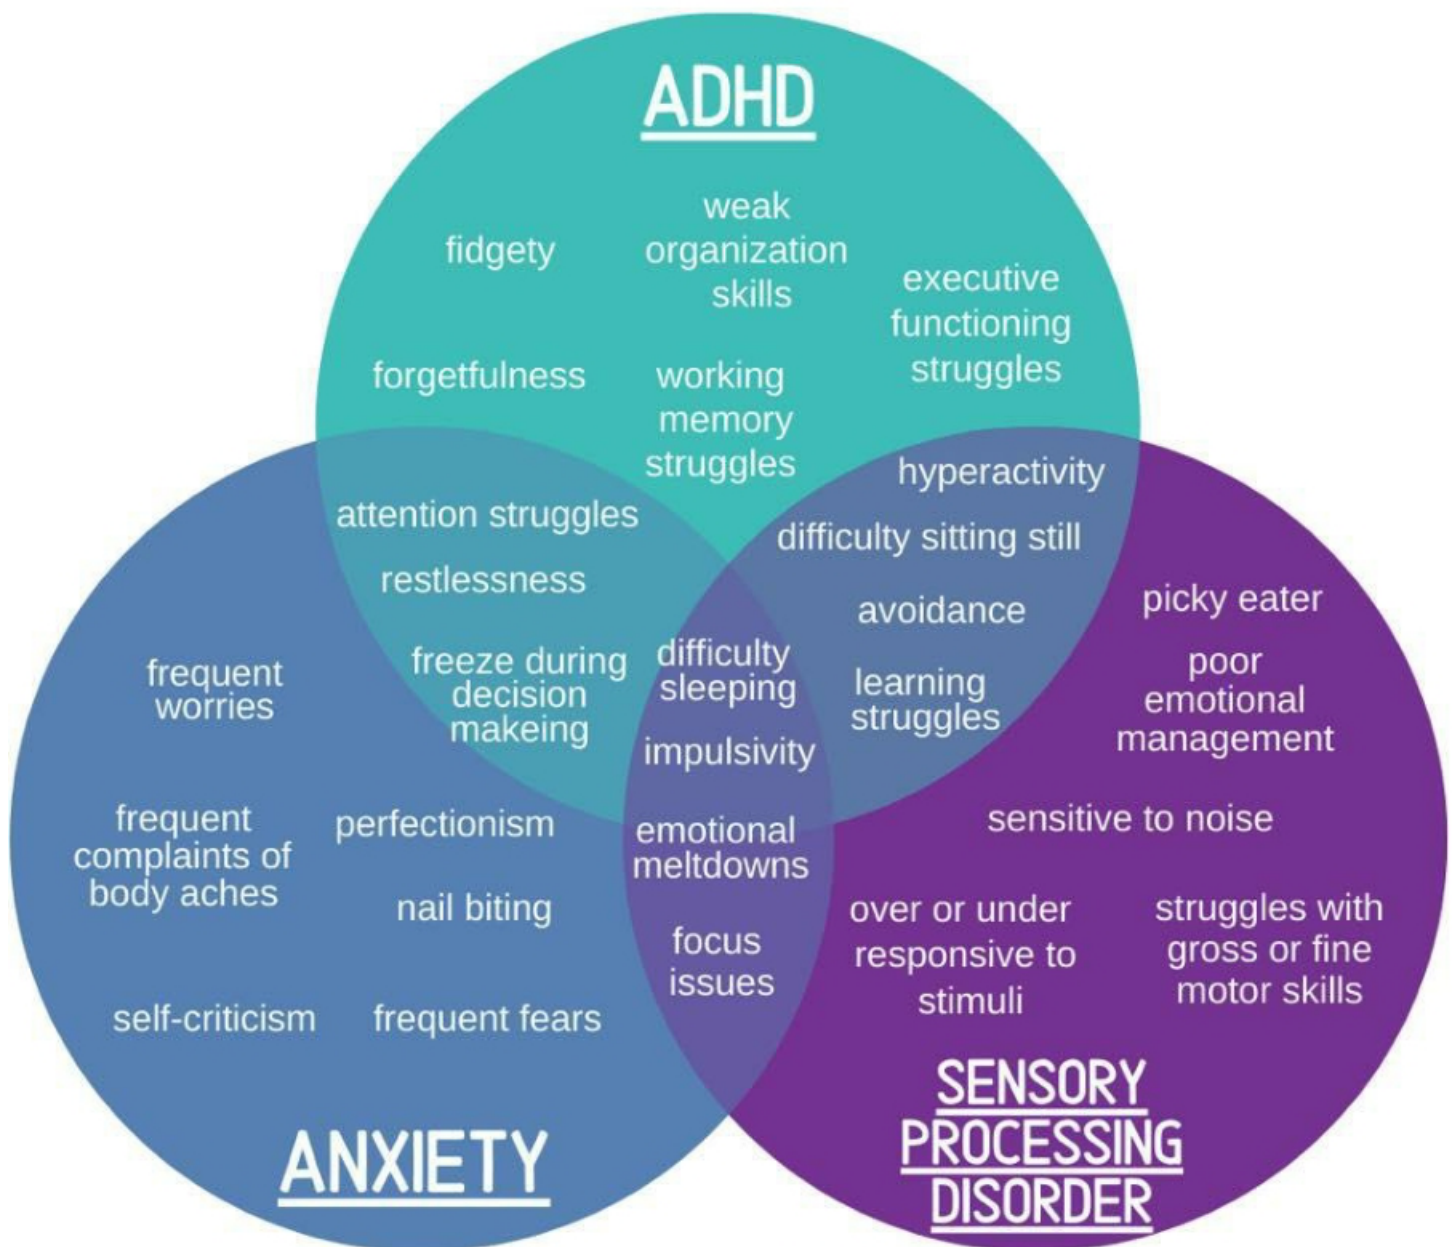 ADHD
fidgety
weak
organization
skills
executive
functioning
struggles
forgetfulness
working
memory
struggles
attention struggles
restlessness
freeze during
decision
makeing
hyperactivity
difficulty sitting still
avoidance
learning
struggles
difficulty
sleeping
impulsivity
emotional
meltdowns
focus
issues
frequent
worries
frequent
complaints of
body aches
perfectionism
nail biting
self-criticism
frequent fears
ANXIETY
picky eater
poor
emotional
management
sensitive to noise
over or under
responsive to
stimuli
struggles with
gross or fine
motor skills
SENSORY
PROCESSING
DISORDER